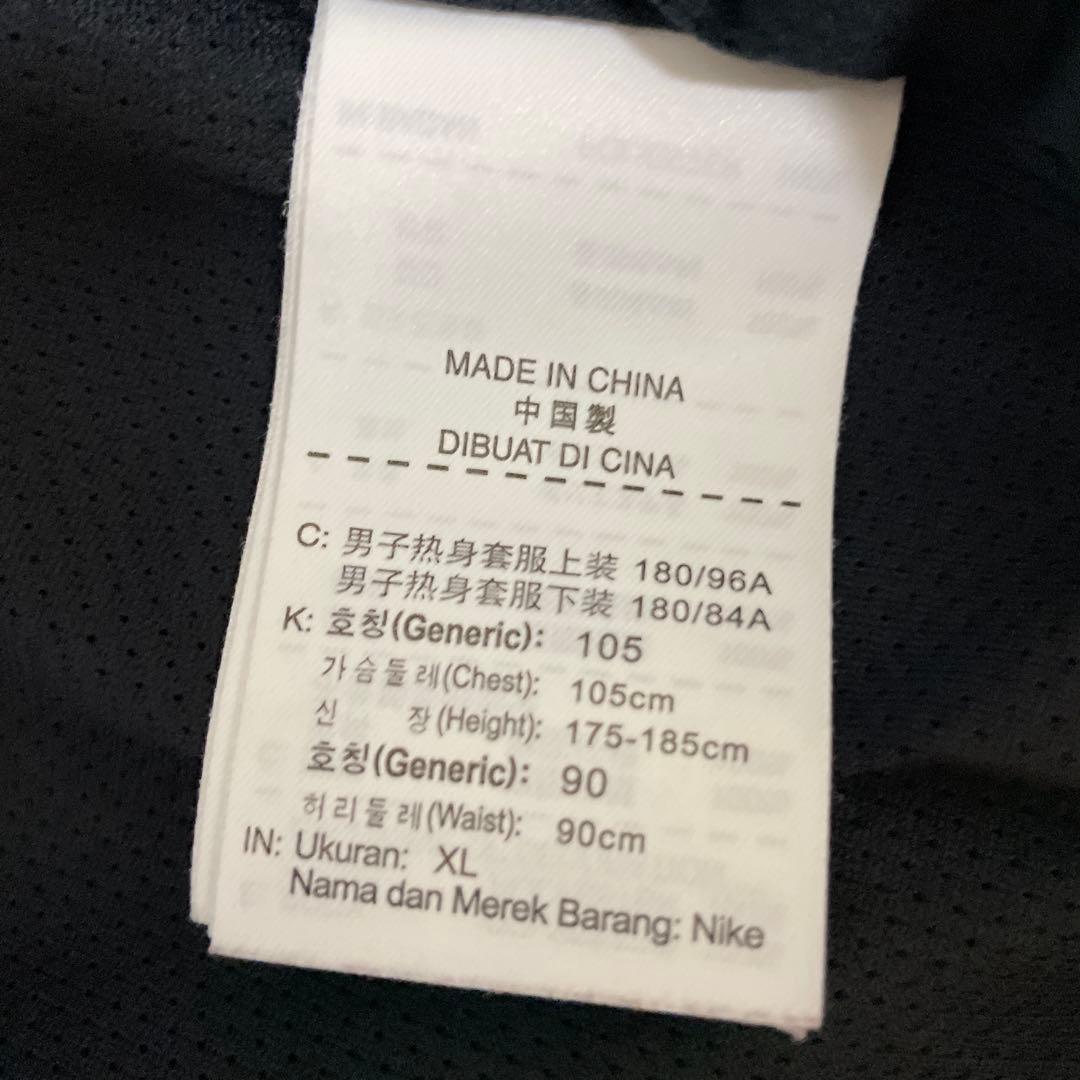 MADE IN CHINA
中国製
DIBUAT DI CINA
C: 男子热身套服上装 180/96A
男子热身套服下装 180/84A
K: 호칭(Generic): 105
가슴둘레(Chest): 105cm
신 장(Height): 175-185cm
호칭(Generic): 90
허리둘레(Waist): 90cm
IN: Ukuran: XL
Nama dan Merek Barang: Nike